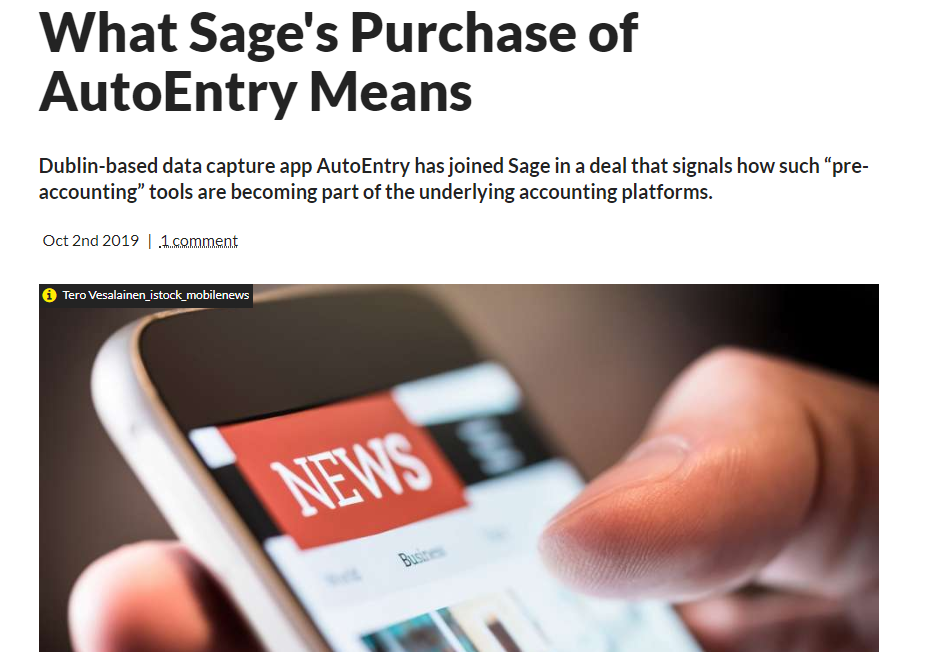 What Sage's Purchase of
AutoEntry Means
Dublin-based data capture app AutoEntry has joined Sage in a deal that signals how such “pre-
accounting” tools are becoming part of the underlying accounting platforms.
Oct 2nd 2019 | 1 comment
Tero Vesalainen_istock_mobilenews
NEWS
World Business